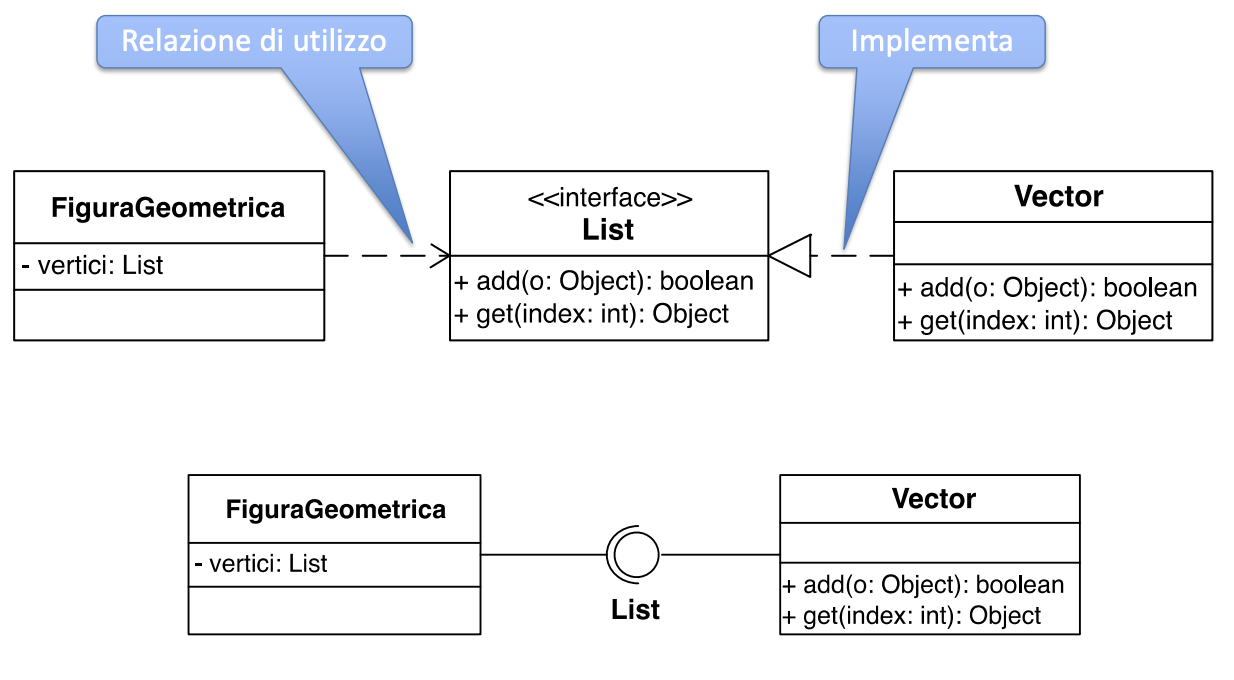 Relazione di utilizzo
Implementa
FiguraGeometrica
- vertici: List
<<interface>>
List
+ add(o: Object): boolean
+ get(index: int): Object
Vector
+ add(o: Object): boolean
+ get(index: int): Object
FiguraGeometrica
- vertici: List
List
Vector
+ add(o: Object): boolean
+ get(index: int): Object